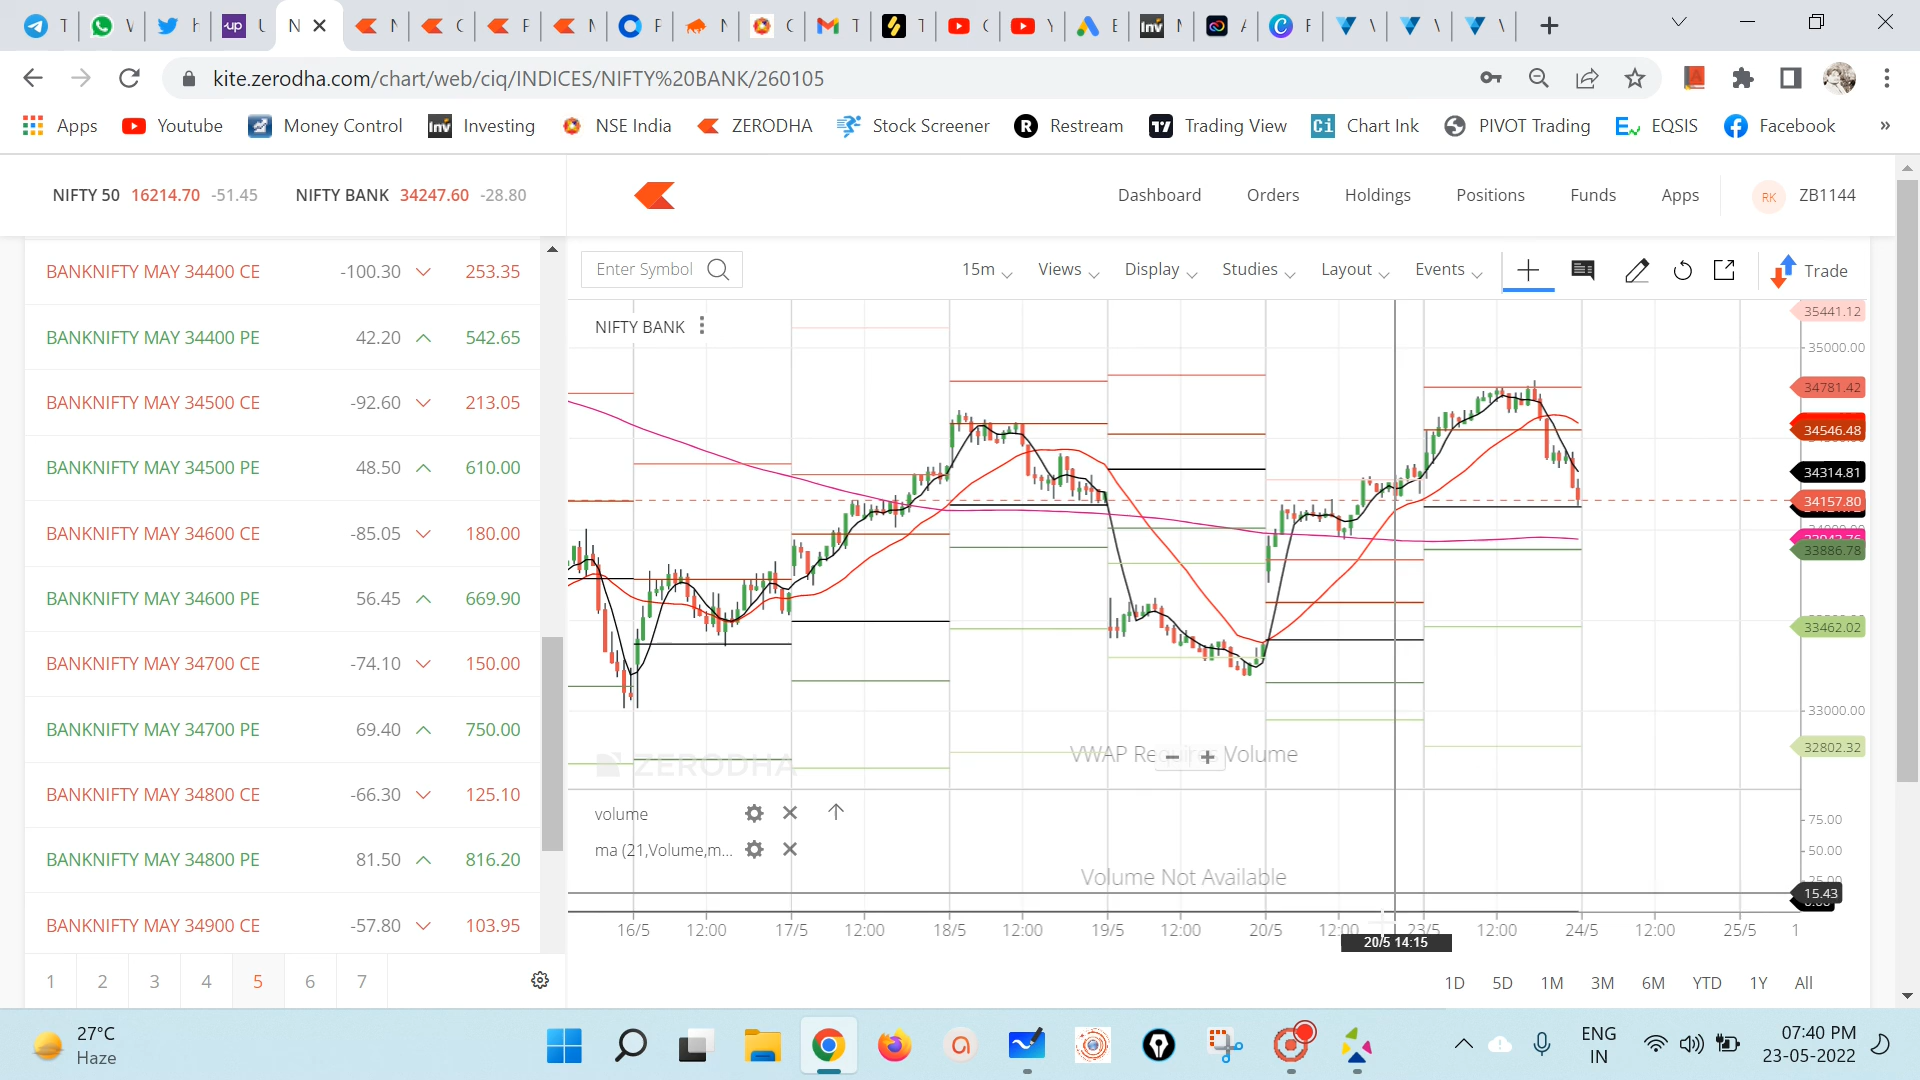 kite.zerodha.com/chart/web/ciq/INDICES/NIFTY%20BANK/260105
Apps Youtube Money Control Investing NSE India ZERODHA Stock Screener Restream Trading View Chart Ink PIVOT Trading EQSIS Facebook »
NIFTY 50 16214.70 -51.45 NIFTY BANK 34247.60 -28.80
Dashboard Orders Holdings Positions Funds Apps RK ZB1144
BANKNIFTY MAY 34400 CE -100.30 253.35
BANKNIFTY MAY 34400 PE 42.20 542.65
BANKNIFTY MAY 34500 CE -92.60 213.05
BANKNIFTY MAY 34500 PE 48.50 610.00
BANKNIFTY MAY 34600 CE -85.05 180.00
BANKNIFTY MAY 34600 PE 56.45 669.90
BANKNIFTY MAY 34700 CE -74.10 150.00
BANKNIFTY MAY 34700 PE 69.40 750.00
BANKNIFTY MAY 34800 CE -66.30 125.10
BANKNIFTY MAY 34800 PE 81.50 816.20
BANKNIFTY MAY 34900 CE -57.80 103.95
1 2 3 4 5 6 7
Enter Symbol 15m Views Display Studies Layout Events Trade
NIFTY BANK
35441.12
35000.00
34781.42
34546.48
34314.81
34157.80
33886.78
33462.02
33000.00
32802.32
ZERODHA
VWAP Requires Volume
volume
ma (21,Volume,m...
Volume Not Available
75.00
50.00
25.00
15.43
16/5 12:00 17/5 12:00 18/5 12:00 19/5 12:00 20/5 12:00 23/5 12:00 24/5 12:00 25/5 1
20/5 14:15
1D 5D 1M 3M 6M YTD 1Y All
27°C
Haze
ENG
IN
07:40 PM
23-05-2022